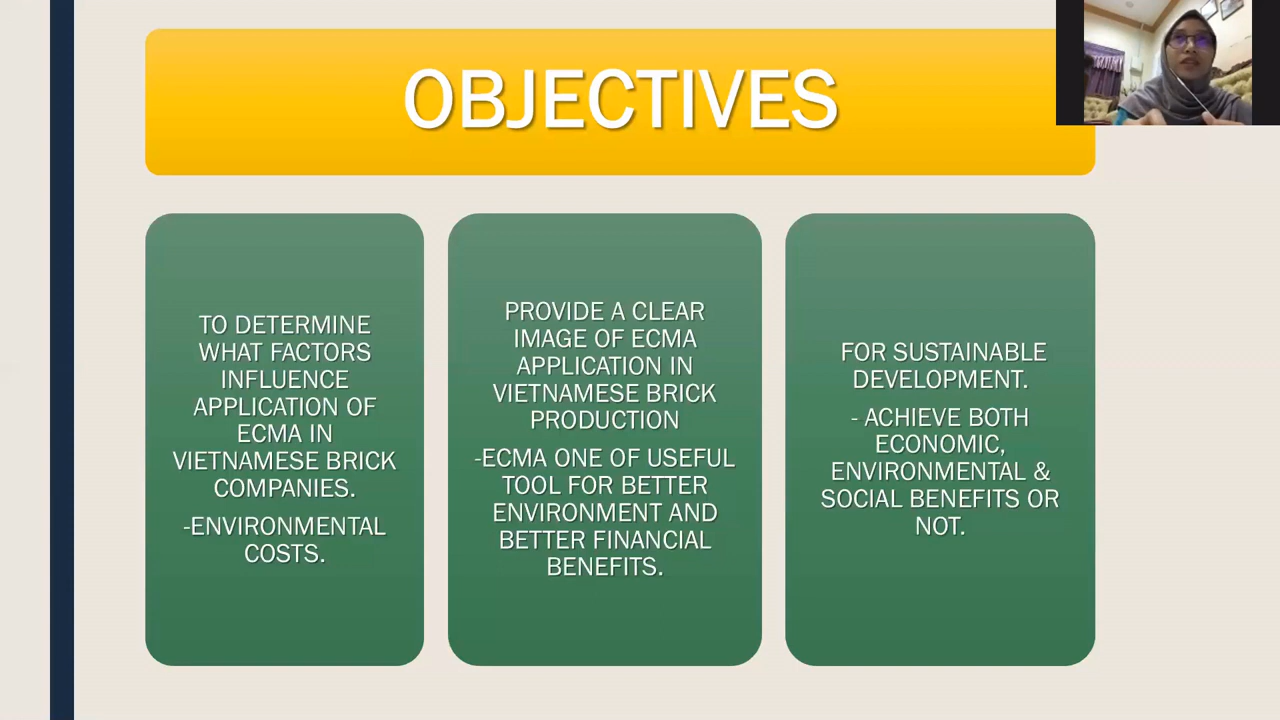 OBJECTIVES
TO DETERMINE
WHAT FACTORS
INFLUENCE
APPLICATION OF
ECMA IN
VIETNAMESE BRICK
COMPANIES.
-ENVIRONMENTAL
COSTS.
PROVIDE A CLEAR
IMAGE OF ECMA
APPLICATION IN
VIETNAMESE BRICK
PRODUCTION
-ECMA ONE OF USEFUL
TOOL FOR BETTER
ENVIRONMENT AND
BETTER FINANCIAL
BENEFITS.
FOR SUSTAINABLE
DEVELOPMENT.
- ACHIEVE BOTH
ECONOMIC,
ENVIRONMENTAL &
SOCIAL BENEFITS OR
NOT.